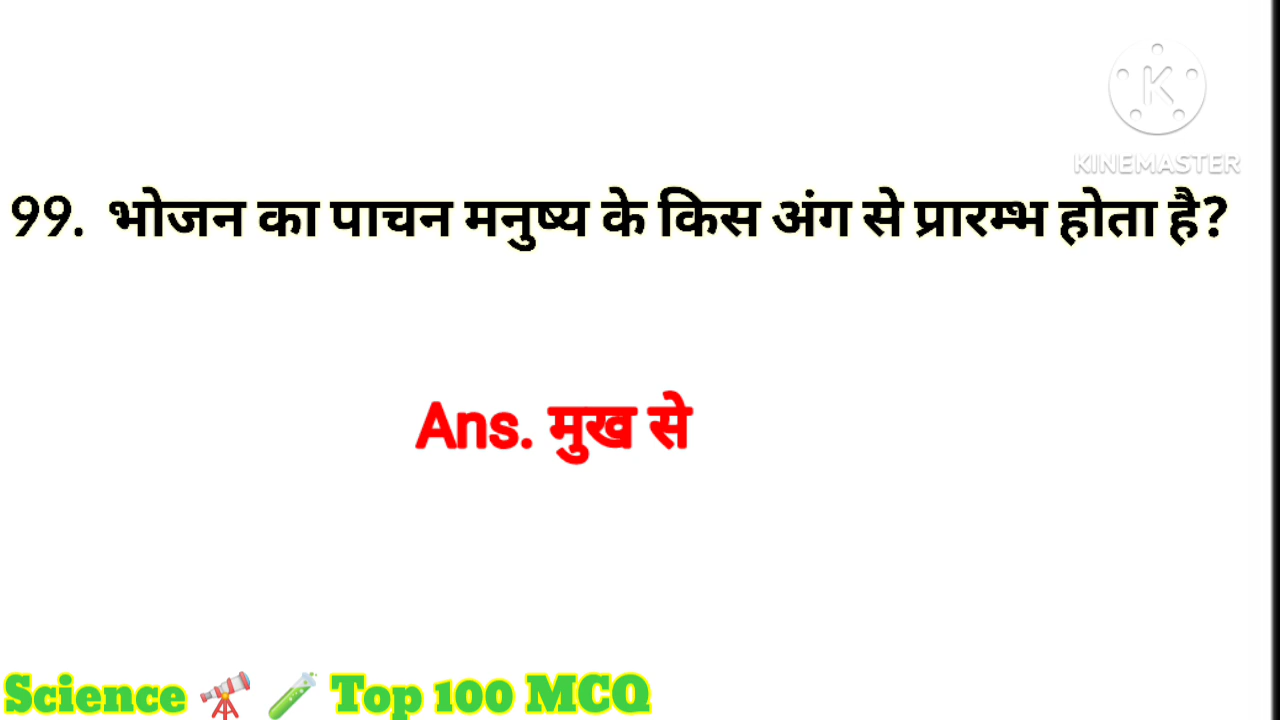 KINEMASTER
99. भोजन का पाचन मनुष्य के किस अंग से प्रारम्भ होता है?
Ans. मुख से
Science 🔭 🧪 Top 100 MCQ